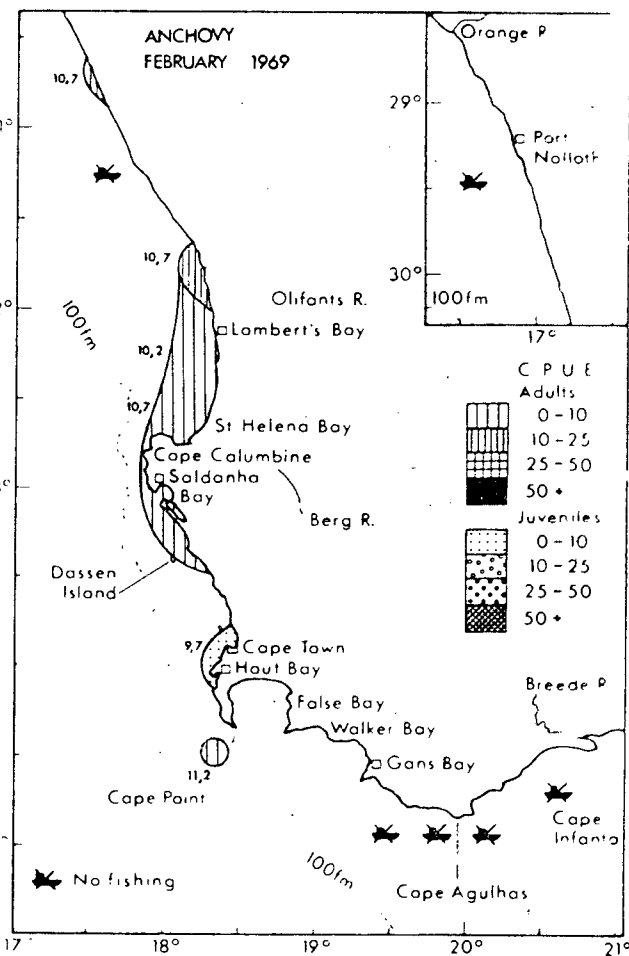 ANCHOVY
FEBRUARY 1969
Orange R
29°
Port
Nolloth
30°
100fm
17°
10,7
10,7
Olifants R.
100fm
Lambert's Bay
10,2
10,7
St Helena Bay
Cape Calumbine
Saldanha
Bay
Berg R.
Dassen
Island
9,7
Cape Town
Haut Bay
False Bay
Walker Bay
Breede R
Gans Bay
11,2
Cape Point
Cape
Infanta
100fm
Cape Agulhas
No fishing
C P U E
Adults
0-10
10-25
25-50
50+
Juveniles
0-10
10-25
25-50
50+
17
18°
19°
20°
21°